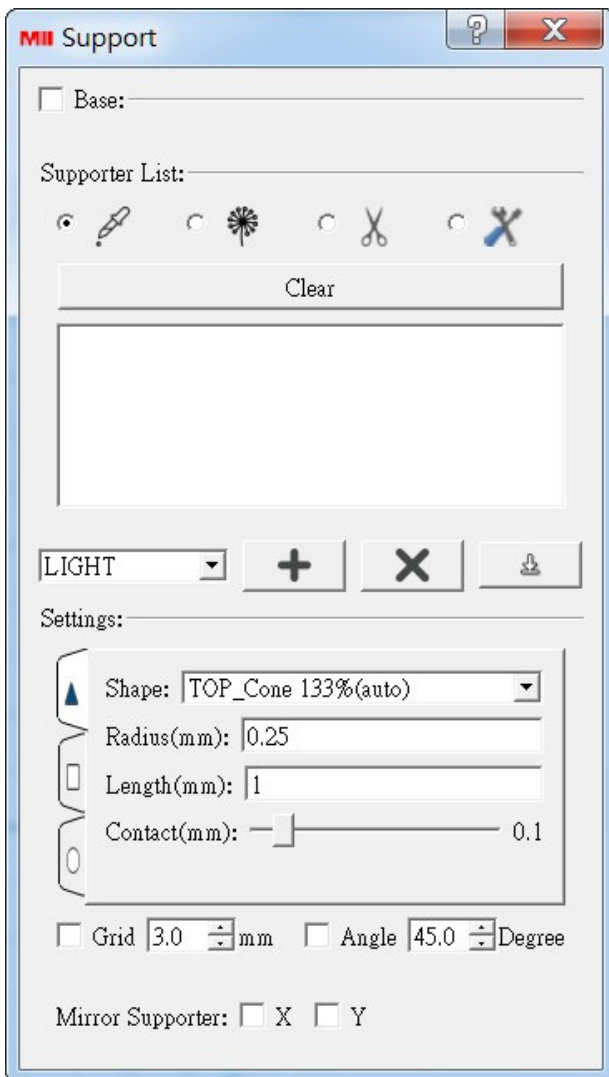 MII Support
Base:
Supporter List:
Clear
LIGHT
Settings:
Shape: TOP_Cone 133%(auto)
Radius(mm): 0.25
Length(mm): 1
Contact(mm): 0.1
Grid 3.0 mm Angle 45.0 Degree
Mirror Supporter: X Y